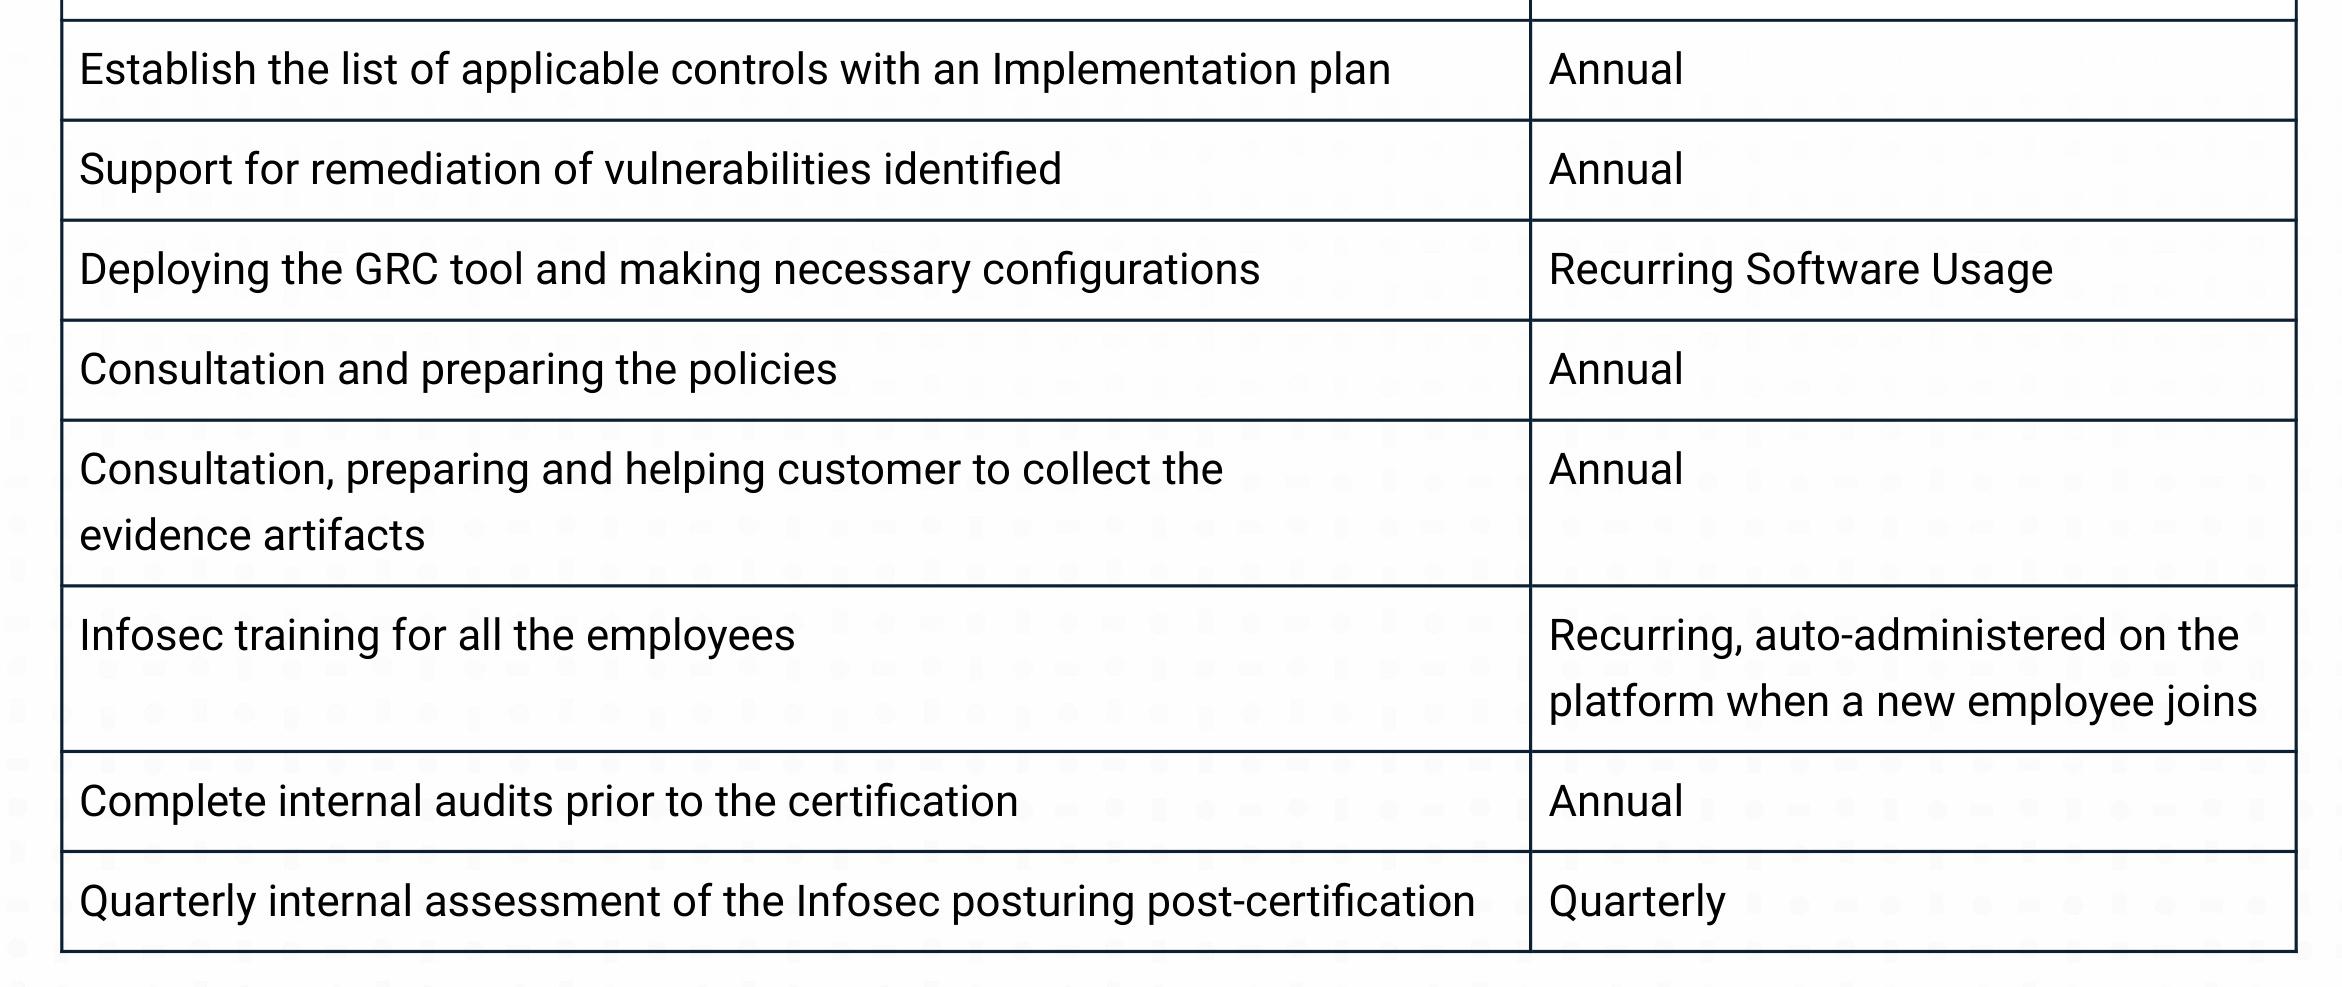 Establish the list of applicable controls with an Implementation plan
Annual
Support for remediation of vulnerabilities identified
Annual
Deploying the GRC tool and making necessary configurations
Recurring Software Usage
Consultation and preparing the policies
Annual
Consultation, preparing and helping customer to collect the
evidence artifacts
Annual
Infosec training for all the employees
Recurring, auto-administered on the
platform when a new employee joins
Complete internal audits prior to the certification
Annual
Quarterly internal assessment of the Infosec posturing post-certification
Quarterly